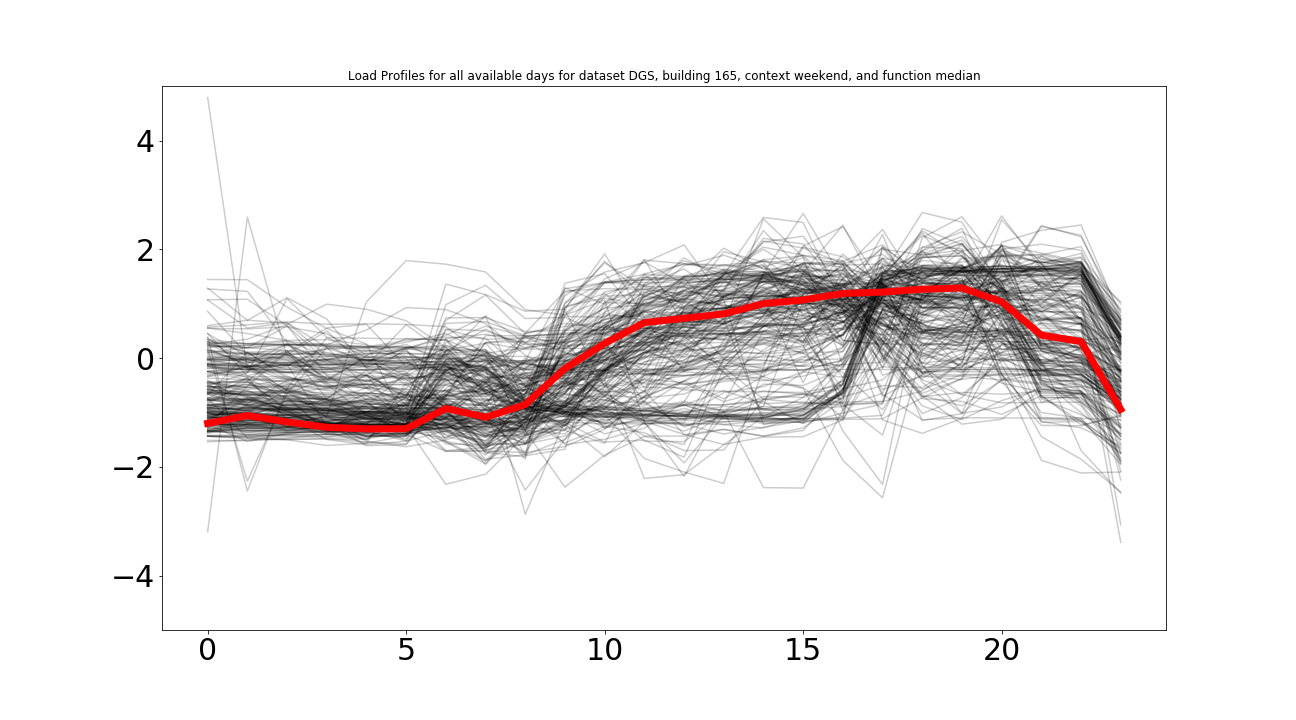 Load Profiles for all available days for dataset DGS, building 165, context weekend, and function median
4
2
0
−2
−4
0 5 10 15 20